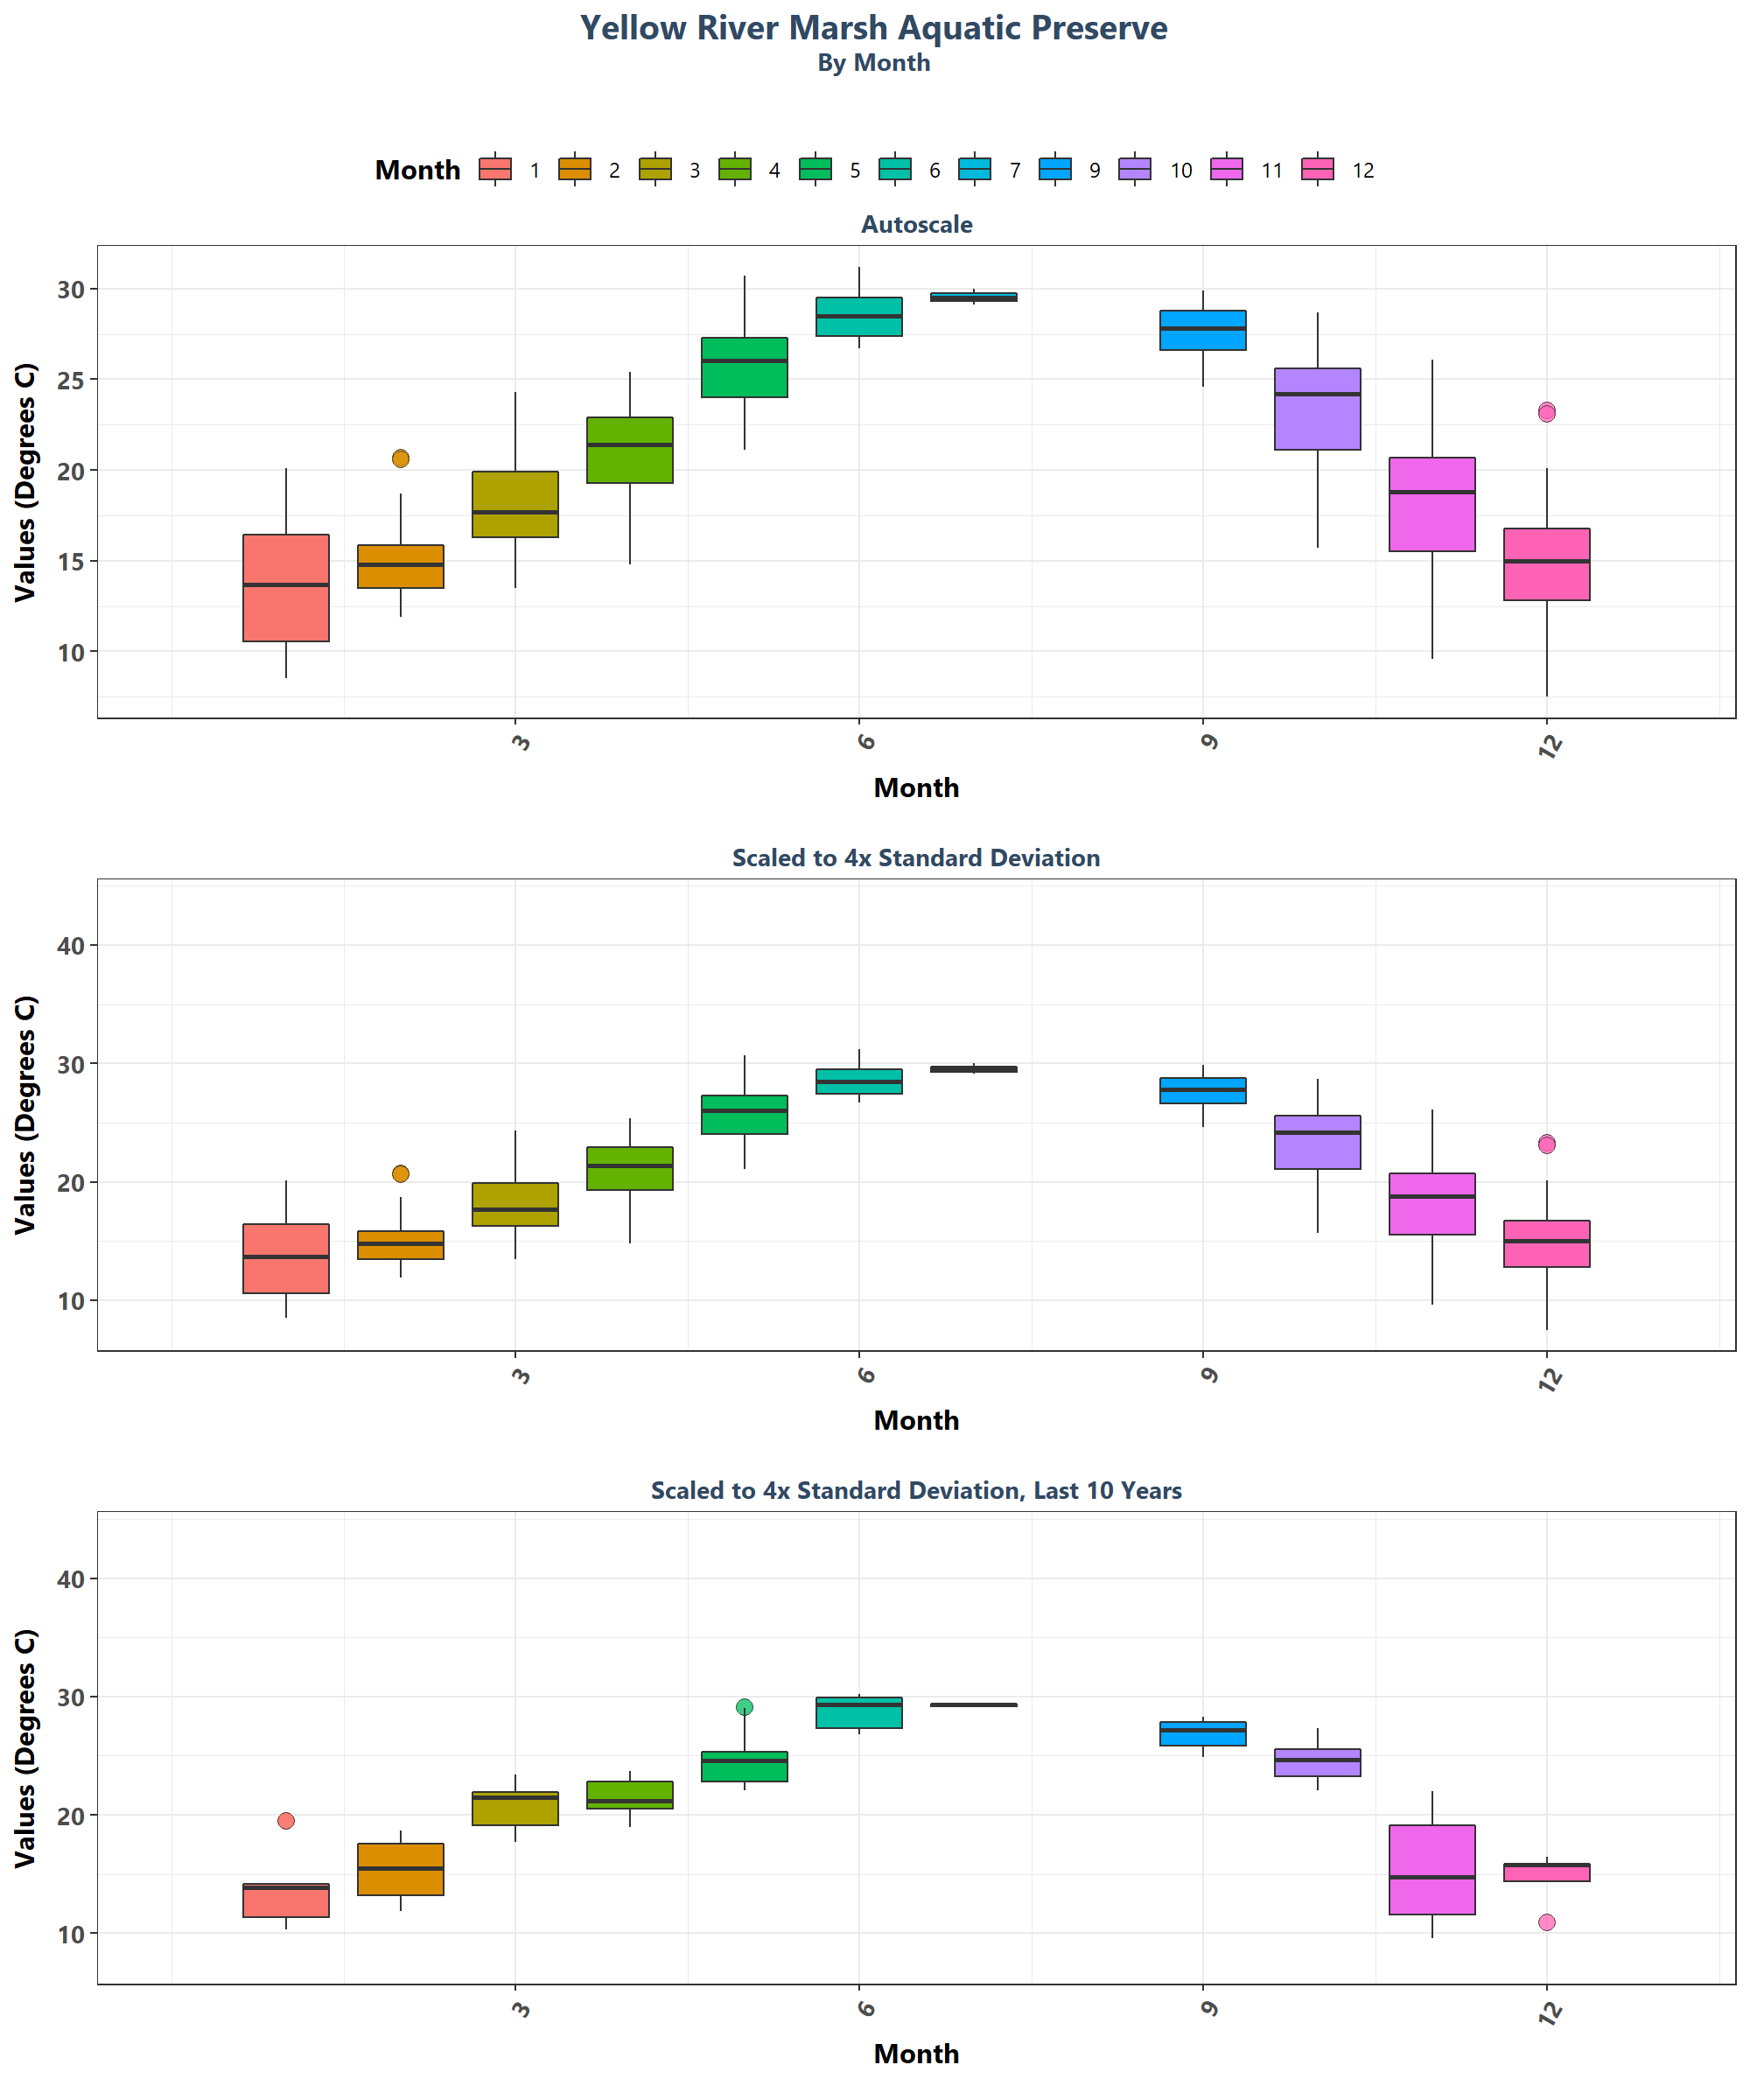 Yellow River Marsh Aquatic Preserve
By Month
Month 1 2 3 4 5 6 7 9 10 11 12
Autoscale
Values (Degrees C)
30
25
20
15
10
3 6 9 12
Month
Scaled to 4x Standard Deviation
Values (Degrees C)
40
30
20
10
3 6 9 12
Month
Scaled to 4x Standard Deviation, Last 10 Years
Values (Degrees C)
40
30
20
10
3 6 9 12
Month